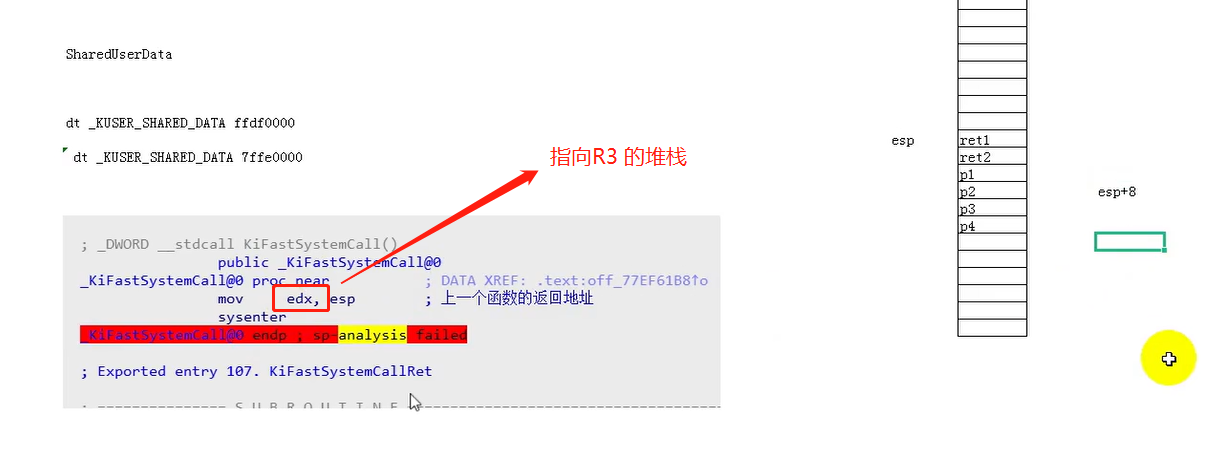 SharedUserData
dt _KUSER_SHARED_DATA ffdf0000
dt _KUSER_SHARED_DATA 7ffe0000
指向R3 的堆栈
; _DWORD __stdcall KiFastSystemCall()
public _KiFastSystemCall@0
_KiFastSystemCall@0 proc near ; DATA XREF: .text:off_77EF61B8↑o
mov edx, esp ; 上一个函数的返回地址
sysenter
_KiFastSystemCall@0 endp ; sp-analysis failed
; Exported entry 107. KiFastSystemCallRet
; =============== S U B R O U T I N E =======================================
esp
ret1
ret2
p1
p2
p3
p4
esp+8